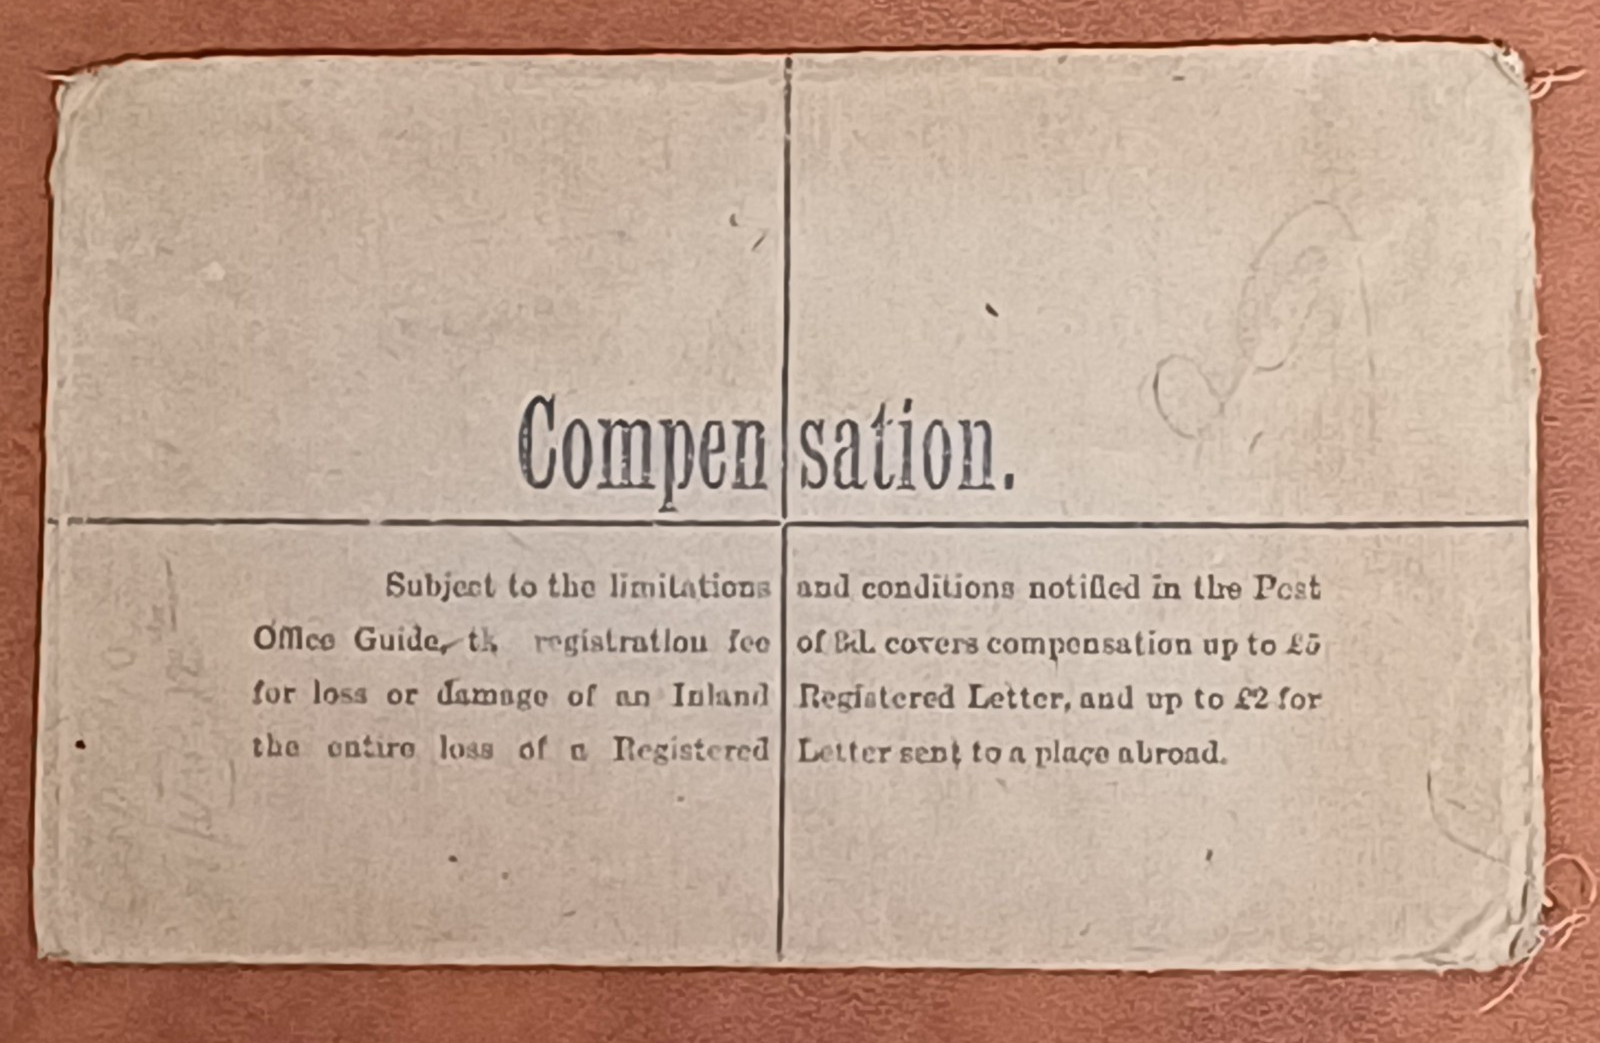 Compensation.
Subject to the limitations and conditions notified in the Post
Office Guide, registration fee of covers compensation up to £5
for loss or damage of an Inland Registered Letter, and up to £2 for
the entire loss of a Registered Letter sent to a place abroad.